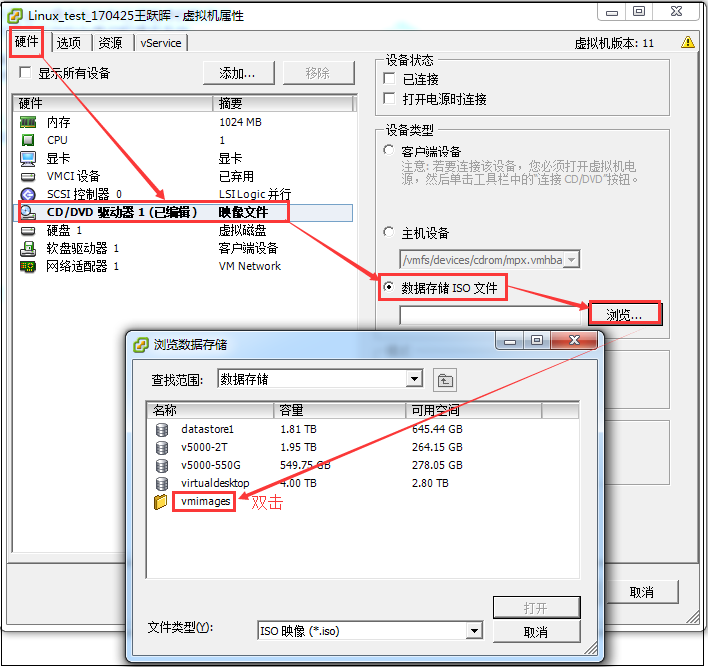 Linux_test_170425王跃晖 - 虚拟机属性
硬件 选项 资源 vService
虚拟机版本: 11
显示所有设备 添加... 移除
硬件 摘要
内存 1024 MB
CPU 1
显卡 显卡
VMCI 设备 已弃用
SCSI 控制器 0 LSI Logic 并行
CD/DVD 驱动器 1 (已编辑) 映像文件
硬盘 1 虚拟磁盘
软盘驱动器 1 客户端设备
网络适配器 1 VM Network
设备状态
已连接
打开电源时连接
设备类型
客户端设备
注意: 若要连接该设备，您必须打开虚拟机电
源，然后单击工具栏中的“连接 CD/DVD”按钮。
主机设备
/vmfs/devices/cdrom/mpx.vmhba
数据存储 ISO 文件
浏览...
浏览数据存储
查找范围: 数据存储
名称 容量 可用空间
datastore1 1.81 TB 645.44 GB
v5000-2T 1.95 TB 264.15 GB
v5000-550G 549.75 GB 278.05 GB
virtualdesktop 4.00 TB 2.80 TB
vmimages 双击
打开
文件类型(Y): ISO 映像 (*.iso)
取消
取消